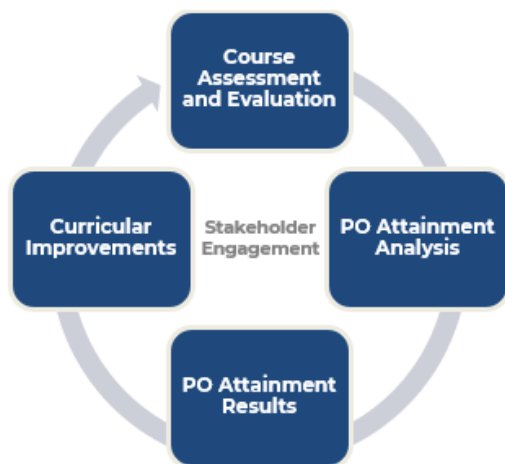 Course
Assessment
and Evaluation
Curricular
Improvements
Stakeholder
Engagement
PO Attainment
Analysis
PO Attainment
Results